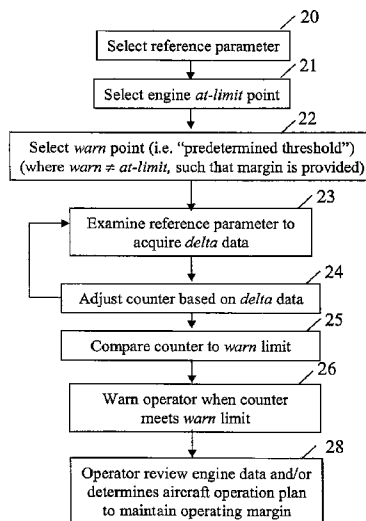 20
Select reference parameter
21
Select engine at-limit point
22
Select warn point (i.e. “predetermined threshold”)
(where warn ≠ at-limit, such that margin is provided)
23
Examine reference parameter to
acquire delta data
24
Adjust counter based on delta data
25
Compare counter to warn limit
26
Warn operator when counter
meets warn limit
28
Operator review engine data and/or
determines aircraft operation plan
to maintain operating margin